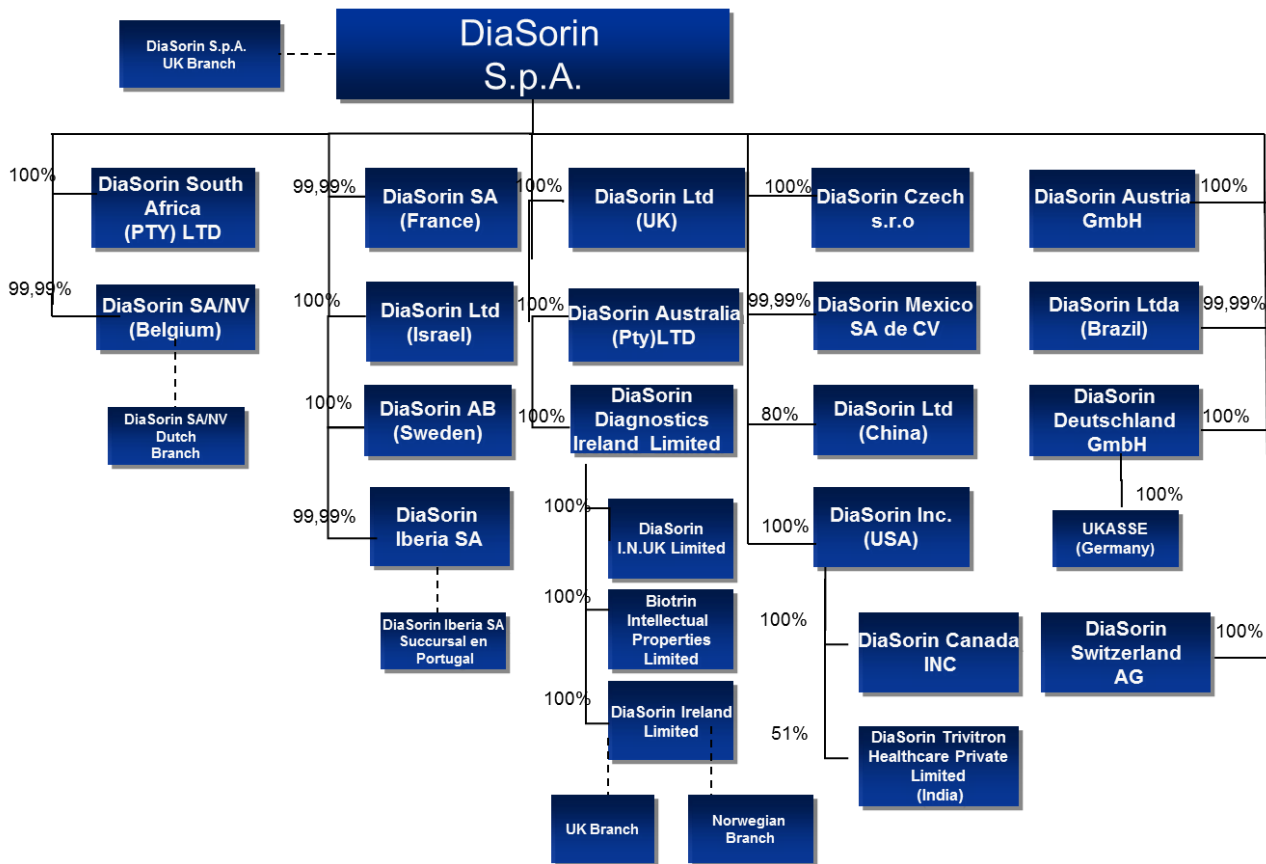 DiaSorin
S.p.A.
DiaSorin S.p.A.
UK Branch
100%
DiaSorin South
Africa
(PTY) LTD
99,99%
DiaSorin SA/NV
(Belgium)
DiaSorin SA/NV
Dutch
Branch
99,99%
DiaSorin SA
(France)
100%
DiaSorin Ltd
(Israel)
100%
DiaSorin AB
(Sweden)
99,99%
DiaSorin
Iberia SA
DiaSorin Iberia SA
Succursal en
Portugal
100%
DiaSorin Ltd
(UK)
100%
DiaSorin Australia
(Pty)LTD
100%
DiaSorin
Diagnostics
Ireland Limited
100%
DiaSorin
I.N.UK Limited
100%
Biotrin
Intellectual
Properties
Limited
100%
DiaSorin Ireland
Limited
UK Branch
Norwegian
Branch
100%
DiaSorin Czech
s.r.o
99,99%
DiaSorin Mexico
SA de CV
80%
DiaSorin Ltd
(China)
100%
DiaSorin Inc.
(USA)
100%
DiaSorin Canada
INC
51%
DiaSorin Trivitron
Healthcare Private
Limited
(India)
DiaSorin Austria
GmbH
100%
DiaSorin Ltda
(Brazil)
99,99%
DiaSorin
Deutschland
GmbH
100%
100%
UKASSE
(Germany)
DiaSorin
Switzerland
AG
100%